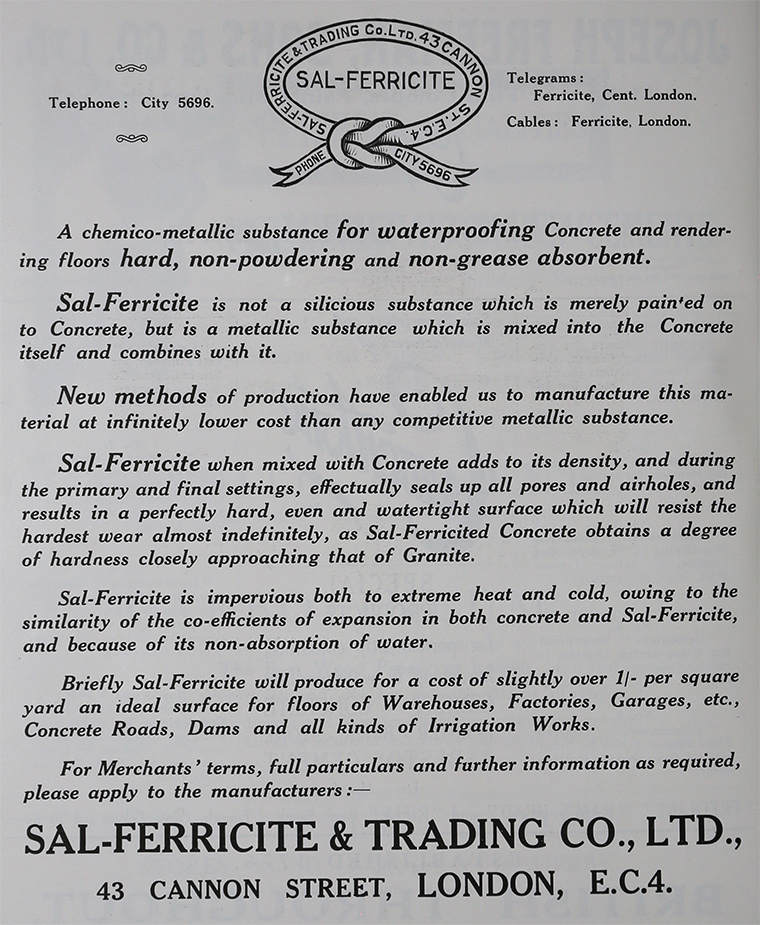 SAL-FERRICITE & TRADING Co. LTD. 43 CANNON ST. E.C.4.
SAL-FERRICITE
PHONE CITY 5696
Telephone: City 5696.
Telegrams:
Ferricite, Cent. London.
Cables: Ferricite, London.
A chemico-metallic substance for waterproofing Concrete and render-
ing floors hard, non-powdering and non-grease absorbent.
Sal-Ferricite is not a silicious substance which is merely painted on
to Concrete, but is a metallic substance which is mixed into the Concrete
itself and combines with it.
New methods of production have enabled us to manufacture this ma-
terial at infinitely lower cost than any competitive metallic substance.
Sal-Ferricite when mixed with Concrete adds to its density, and during
the primary and final settings, effectually seals up all pores and airholes, and
results in a perfectly hard, even and watertight surface which will resist the
hardest wear almost indefinitely, as Sal-Ferricited Concrete obtains a degree
of hardness closely approaching that of Granite.
Sal-Ferricite is impervious both to extreme heat and cold, owing to the
similarity of the co-efficients of expansion in both concrete and Sal-Ferricite,
and because of its non-absorption of water.
Briefly Sal-Ferricite will produce for a cost of slightly over 1/- per square
yard an ideal surface for floors of Warehouses, Factories, Garages, etc.,
Concrete Roads, Dams and all kinds of Irrigation Works.
For Merchants' terms, full particulars and further information as required,
please apply to the manufacturers:—
SAL-FERRICITE & TRADING CO., LTD.,
43 CANNON STREET, LONDON, E.C.4.